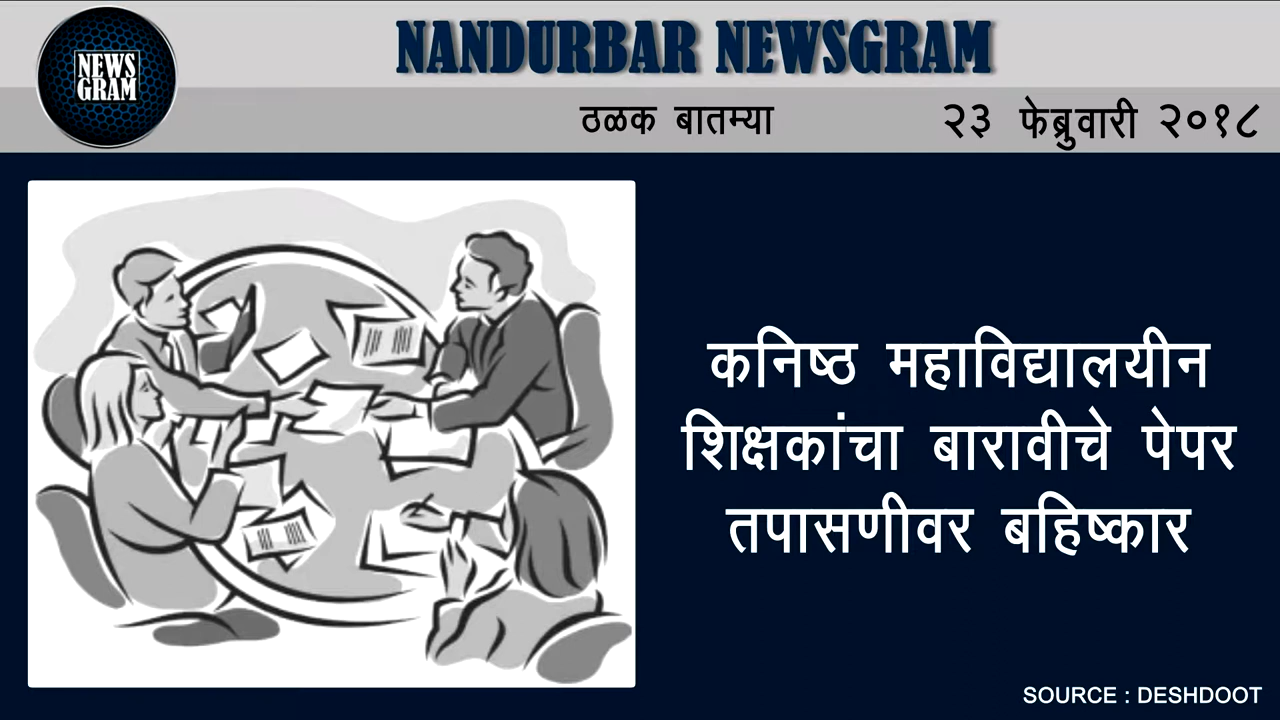 NEWS
GRAM
NANDURBAR NEWSGRAM
ठळक बातम्या
२३ फेब्रुवारी २०१८
कनिष्ठ महाविद्यालयीन
शिक्षकांचा बारावीचे पेपर
तपासणीवर बहिष्कार
SOURCE : DESHDOOT